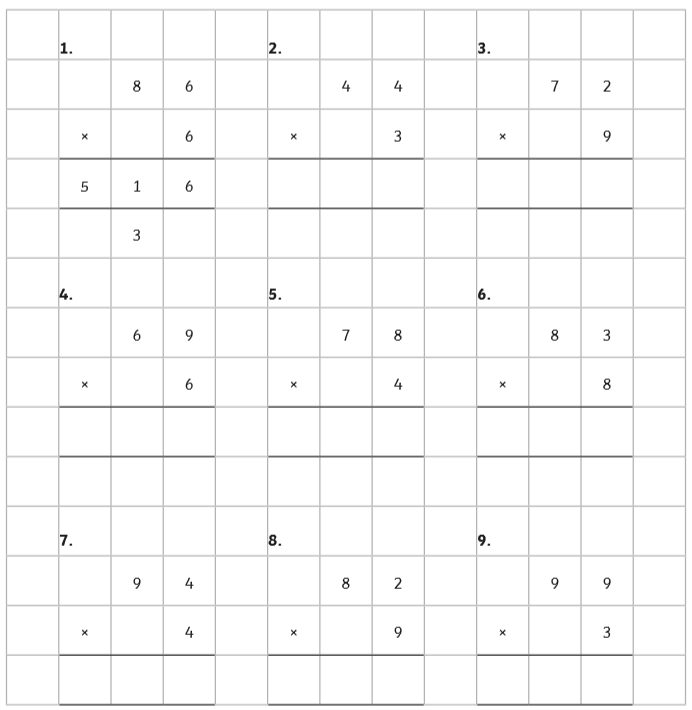 1. 2. 3.
8 6 4 4 7 2
× 6 × 3 × 9
5 1 6
3
4. 5. 6.
6 9 7 8 8 3
× 6 × 4 × 8
7. 8. 9.
9 4 8 2 9 9
× 4 × 9 × 3